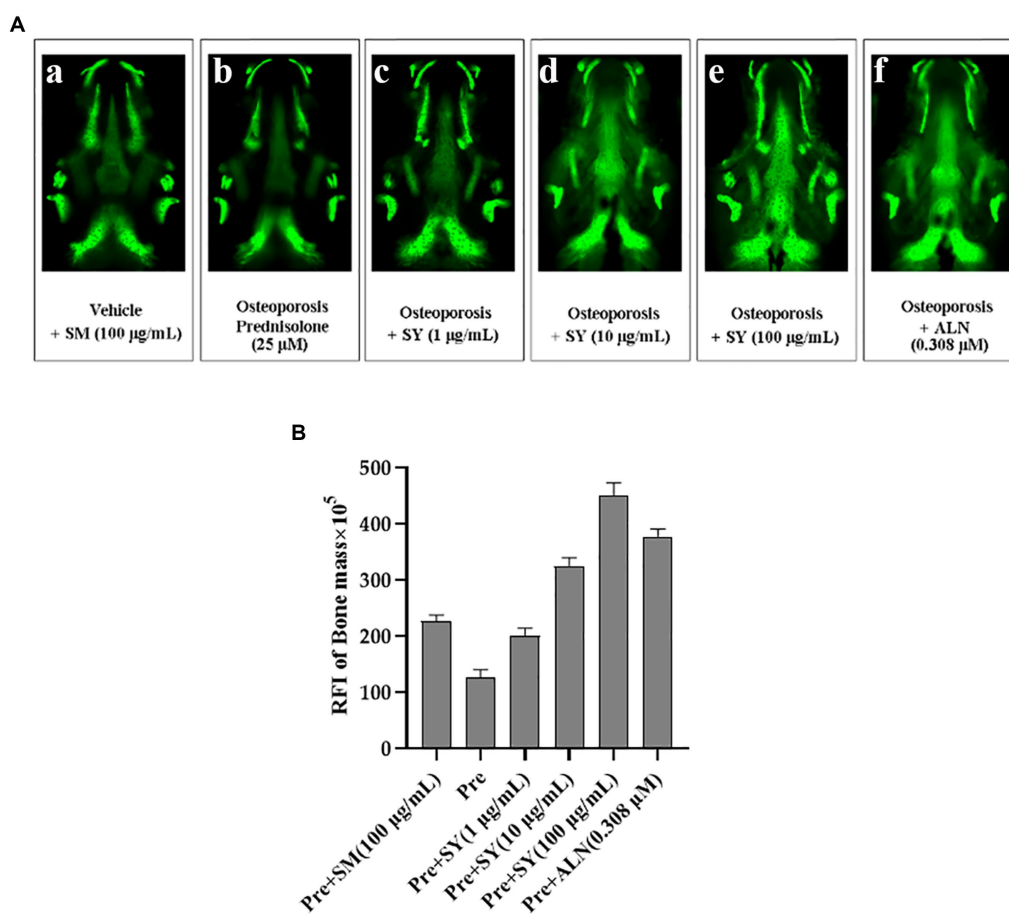 A
a
b
c
d
e
f
Vehicle
+ SM (100 µg/mL)
Osteoporosis
Prednisolone
(25 µM)
Osteoporosis
+ SY (1 µg/mL)
Osteoporosis
+ SY (10 µg/mL)
Osteoporosis
+ SY (100 µg/mL)
Osteoporosis
+ ALN
(0.308 µM)
B
RFI of Bone mass×10⁵
500
400
300
200
100
0
Pre+SM(100 µg/mL)
Pre
Pre+SY(1 µg/mL)
Pre+SY(10 µg/mL)
Pre+SY(100 µg/mL)
Pre+ALN(0.308 µM)